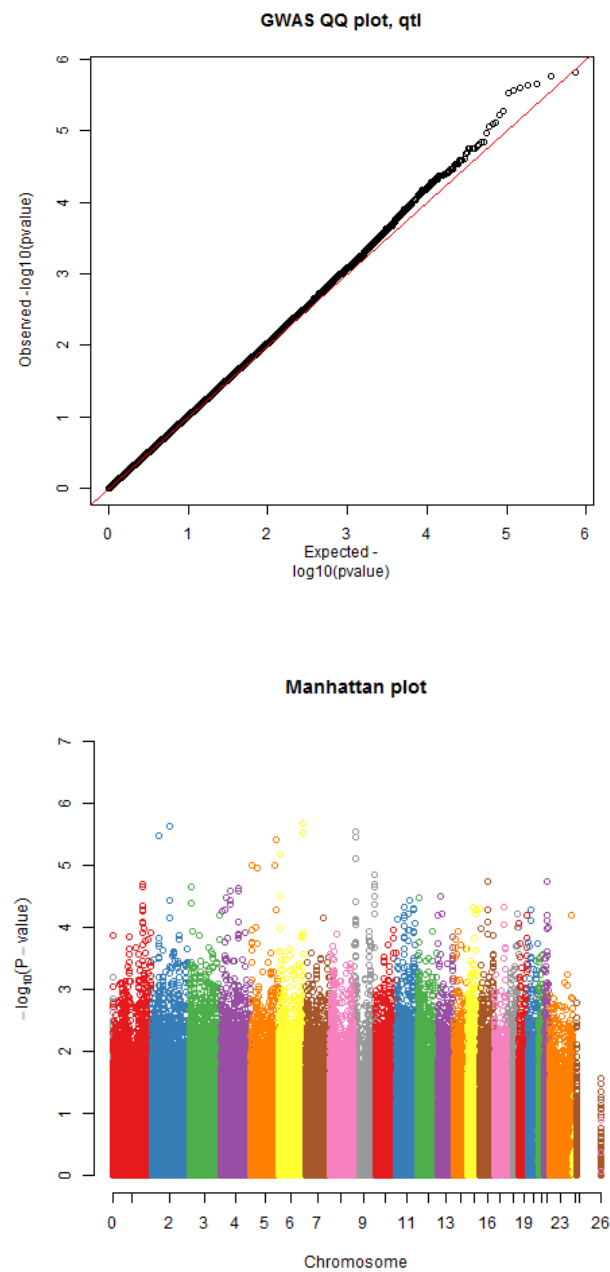 GWAS QQ plot, qtl
6
5
4
3
2
1
0
Observed -log10(pvalue)
0 1 2 3 4 5 6
Expected -
log10(pvalue)
Manhattan plot
7
6
5
4
3
2
1
0
− log10(P − value)
0 2 3 4 5 6 7 9 11 13 16 19 23 26
Chromosome